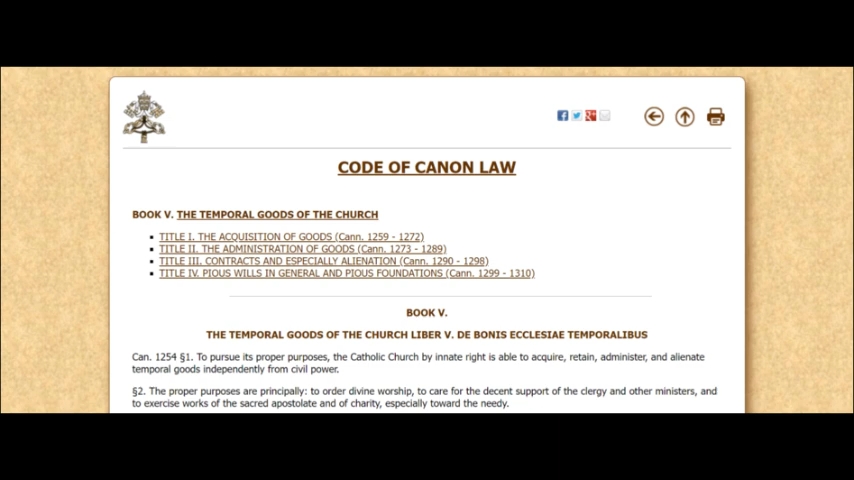 CODE OF CANON LAW
BOOK V. THE TEMPORAL GOODS OF THE CHURCH
TITLE I. THE ACQUISITION OF GOODS (Cann. 1259 - 1272)
TITLE II. THE ADMINISTRATION OF GOODS (Cann. 1273 - 1289)
TITLE III. CONTRACTS AND ESPECIALLY ALIENATION (Cann. 1290 - 1298)
TITLE IV. PIOUS WILLS IN GENERAL AND PIOUS FOUNDATIONS (Cann. 1299 - 1310)
BOOK V.
THE TEMPORAL GOODS OF THE CHURCH LIBER V. DE BONIS ECCLESIAE TEMPORALIBUS
Can. 1254 §1. To pursue its proper purposes, the Catholic Church by innate right is able to acquire, retain, administer, and alienate
temporal goods independently from civil power.
§2. The proper purposes are principally: to order divine worship, to care for the decent support of the clergy and other ministers, and
to exercise works of the sacred apostolate and of charity, especially toward the needy.